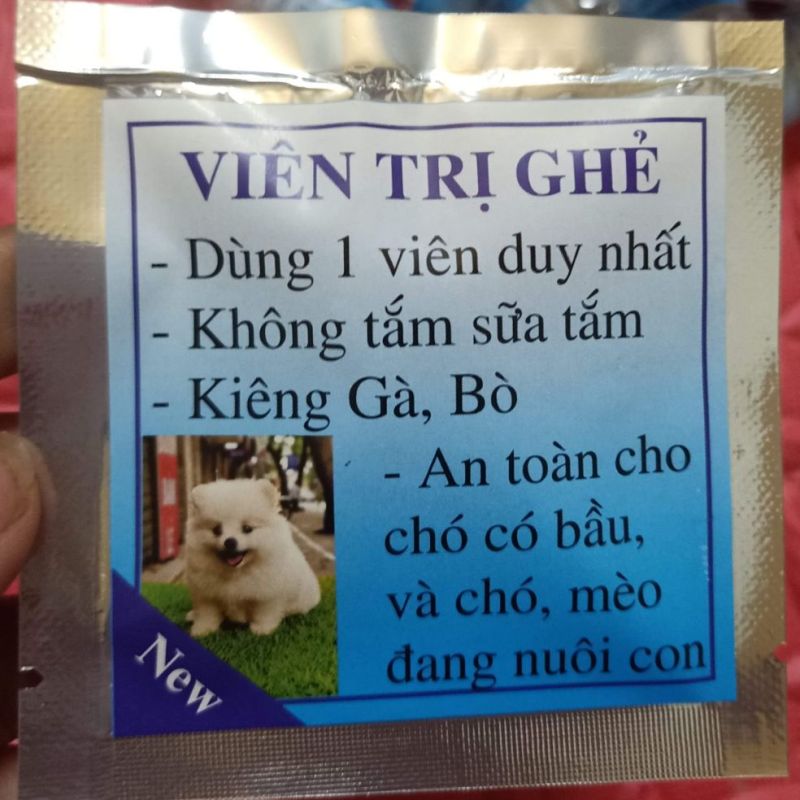 VIÊN TRỊ GHẺ
- Dùng 1 viên duy nhất
- Không tắm sữa tắm
- Kiêng Gà, Bò
- An toàn cho
chó có bầu,
và chó, mèo
đang nuôi con
New